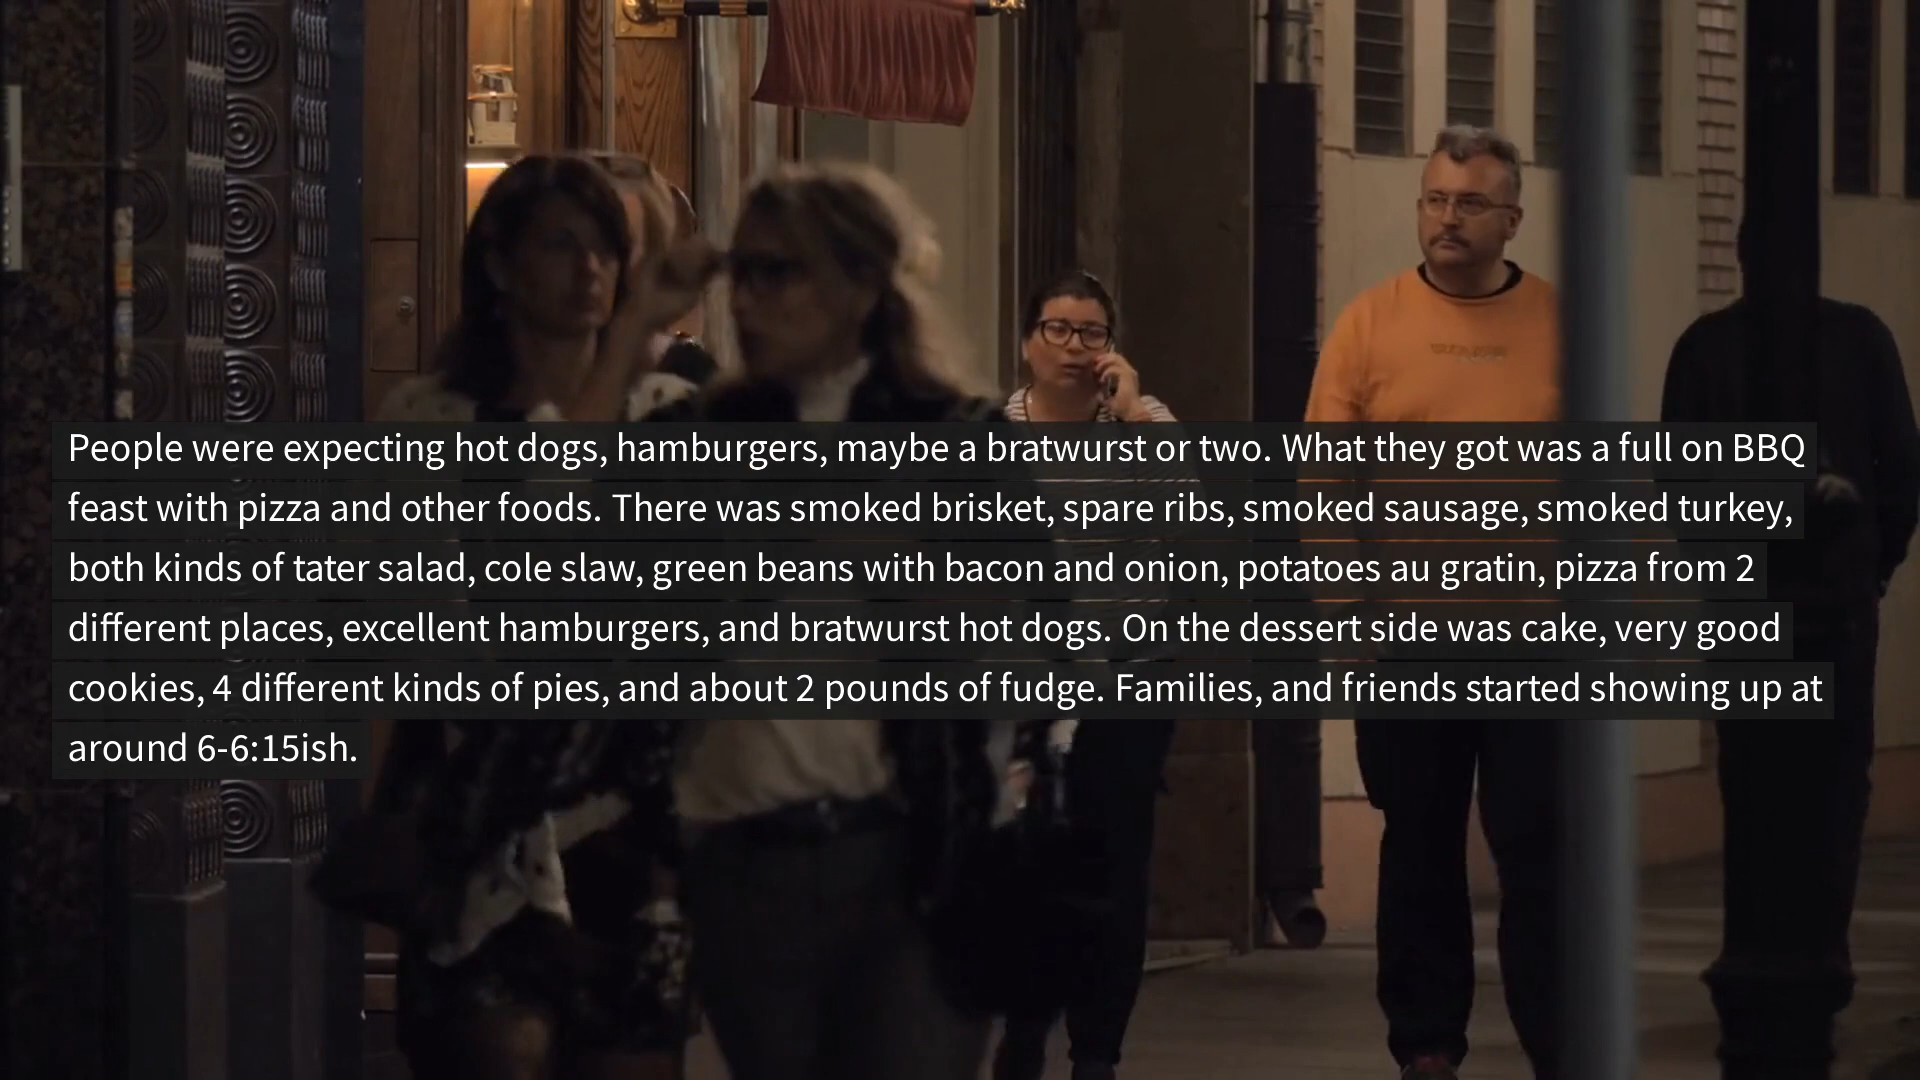 People were expecting hot dogs, hamburgers, maybe a bratwurst or two. What they got was a full on BBQ
feast with pizza and other foods. There was smoked brisket, spare ribs, smoked sausage, smoked turkey,
both kinds of tater salad, cole slaw, green beans with bacon and onion, potatoes au gratin, pizza from 2
different places, excellent hamburgers, and bratwurst hot dogs. On the dessert side was cake, very good
cookies, 4 different kinds of pies, and about 2 pounds of fudge. Families, and friends started showing up at
around 6-6:15ish.